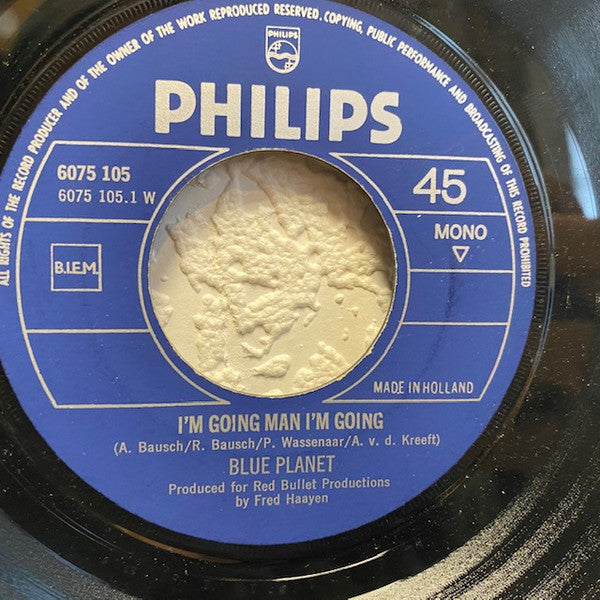 ALL RIGHTS OF THE RECORD PRODUCER AND OF THE OWNER OF THE WORK REPRODUCED RESERVED. COPYING, PUBLIC PERFORMANCE AND BROADCASTING OF THIS RECORD PROHIBITED
PHILIPS
PHILIPS
6075 105
6075 105.1 W
45
MONO
B.I.E.M.
MADE IN HOLLAND
I'M GOING MAN I'M GOING
(A. Bausch/R. Bausch/P. Wassenaar/A. v. d. Kreeft)
BLUE PLANET
Produced for Red Bullet Productions
by Fred Haayen